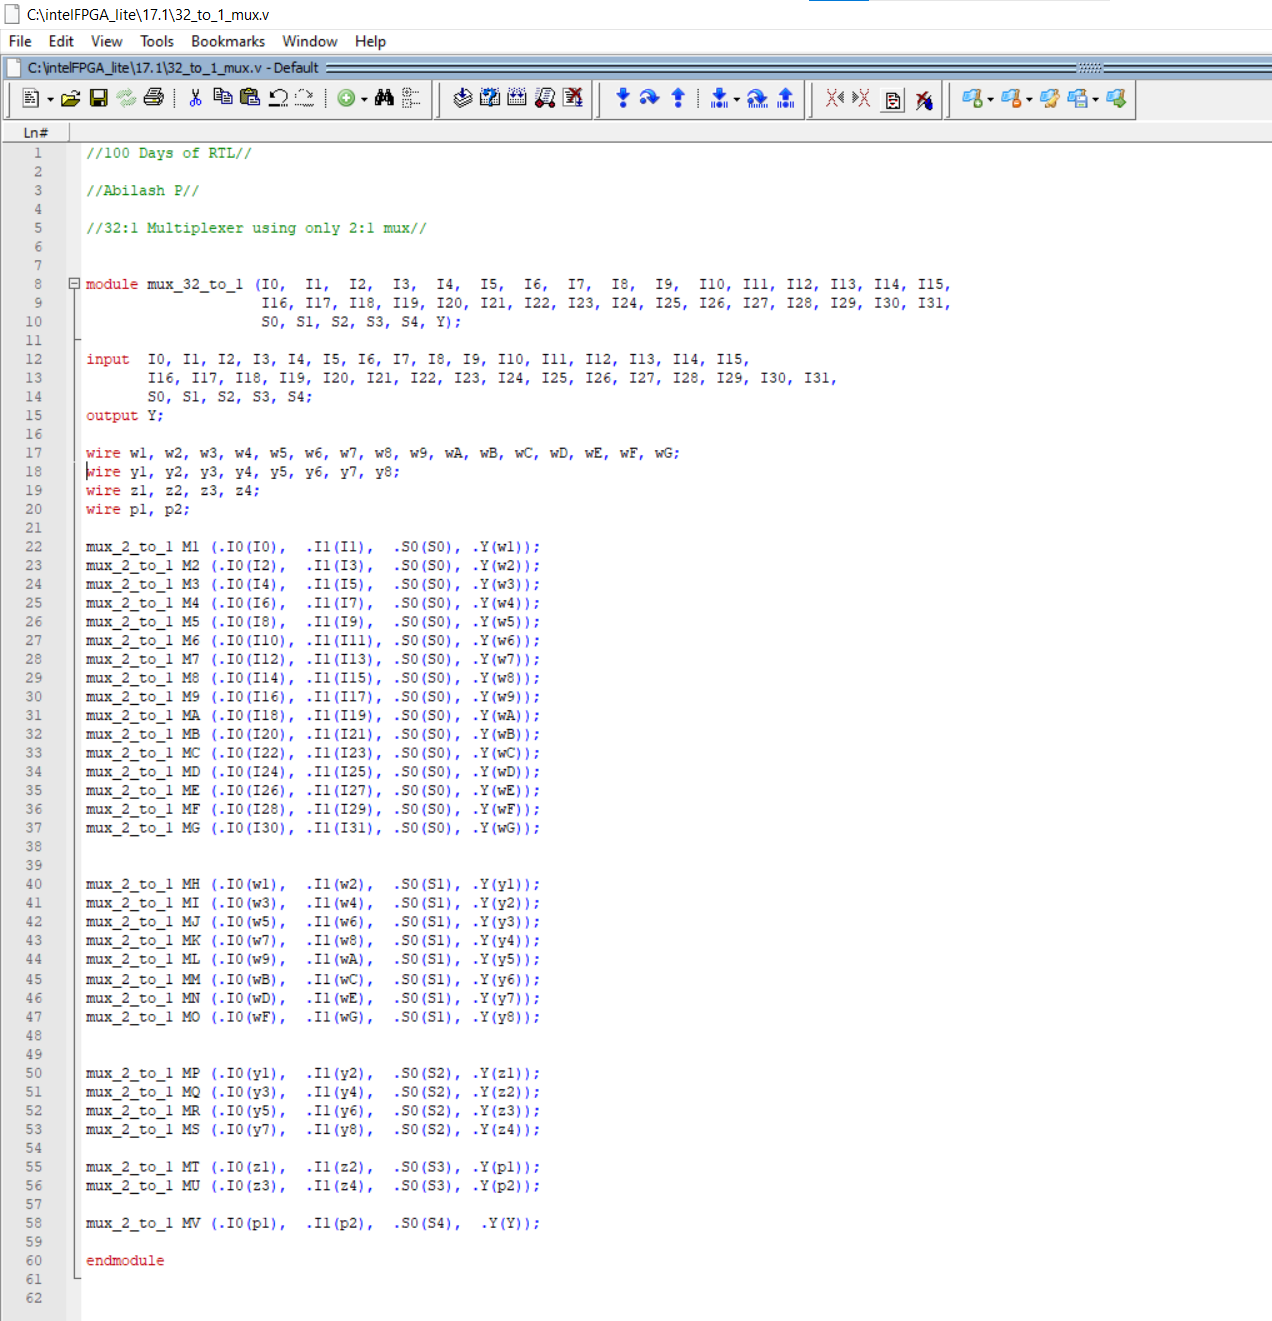 C:\intelFPGA_lite\17.1\32_to_1_mux.v
File Edit View Tools Bookmarks Window Help
C:\intelFPGA_lite\17.1\32_to_1_mux.v - Default
Ln#
1 //100 Days of RTL//
2
3 //Abilash P//
4
5 //32:1 Multiplexer using only 2:1 mux//
6
7
8 module mux_32_to_1 (I0, I1, I2, I3, I4, I5, I6, I7, I8, I9, I10, I11, I12, I13, I14, I15,
9 I16, I17, I18, I19, I20, I21, I22, I23, I24, I25, I26, I27, I28, I29, I30, I31,
10 S0, S1, S2, S3, S4, Y);
11
12 input I0, I1, I2, I3, I4, I5, I6, I7, I8, I9, I10, I11, I12, I13, I14, I15,
13 I16, I17, I18, I19, I20, I21, I22, I23, I24, I25, I26, I27, I28, I29, I30, I31,
14 S0, S1, S2, S3, S4;
15 output Y;
16
17 wire w1, w2, w3, w4, w5, w6, w7, w8, w9, wA, wB, wC, wD, wE, wF, wG;
18 wire y1, y2, y3, y4, y5, y6, y7, y8;
19 wire z1, z2, z3, z4;
20 wire p1, p2;
21
22 mux_2_to_1 M1 (.I0(I0), .I1(I1), .S0(S0), .Y(w1));
23 mux_2_to_1 M2 (.I0(I2), .I1(I3), .S0(S0), .Y(w2));
24 mux_2_to_1 M3 (.I0(I4), .I1(I5), .S0(S0), .Y(w3));
25 mux_2_to_1 M4 (.I0(I6), .I1(I7), .S0(S0), .Y(w4));
26 mux_2_to_1 M5 (.I0(I8), .I1(I9), .S0(S0), .Y(w5));
27 mux_2_to_1 M6 (.I0(I10), .I1(I11), .S0(S0), .Y(w6));
28 mux_2_to_1 M7 (.I0(I12), .I1(I13), .S0(S0), .Y(w7));
29 mux_2_to_1 M8 (.I0(I14), .I1(I15), .S0(S0), .Y(w8));
30 mux_2_to_1 M9 (.I0(I16), .I1(I17), .S0(S0), .Y(w9));
31 mux_2_to_1 MA (.I0(I18), .I1(I19), .S0(S0), .Y(wA));
32 mux_2_to_1 MB (.I0(I20), .I1(I21), .S0(S0), .Y(wB));
33 mux_2_to_1 MC (.I0(I22), .I1(I23), .S0(S0), .Y(wC));
34 mux_2_to_1 MD (.I0(I24), .I1(I25), .S0(S0), .Y(wD));
35 mux_2_to_1 ME (.I0(I26), .I1(I27), .S0(S0), .Y(wE));
36 mux_2_to_1 MF (.I0(I28), .I1(I29), .S0(S0), .Y(wF));
37 mux_2_to_1 MG (.I0(I30), .I1(I31), .S0(S0), .Y(wG));
38
39
40 mux_2_to_1 MH (.I0(w1), .I1(w2), .S0(S1), .Y(y1));
41 mux_2_to_1 MI (.I0(w3), .I1(w4), .S0(S1), .Y(y2));
42 mux_2_to_1 MJ (.I0(w5), .I1(w6), .S0(S1), .Y(y3));
43 mux_2_to_1 MK (.I0(w7), .I1(w8), .S0(S1), .Y(y4));
44 mux_2_to_1 ML (.I0(w9), .I1(wA), .S0(S1), .Y(y5));
45 mux_2_to_1 MM (.I0(wB), .I1(wC), .S0(S1), .Y(y6));
46 mux_2_to_1 MN (.I0(wD), .I1(wE), .S0(S1), .Y(y7));
47 mux_2_to_1 MO (.I0(wF), .I1(wG), .S0(S1), .Y(y8));
48
49
50 mux_2_to_1 MP (.I0(y1), .I1(y2), .S0(S2), .Y(z1));
51 mux_2_to_1 MQ (.I0(y3), .I1(y4), .S0(S2), .Y(z2));
52 mux_2_to_1 MR (.I0(y5), .I1(y6), .S0(S2), .Y(z3));
53 mux_2_to_1 MS (.I0(y7), .I1(y8), .S0(S2), .Y(z4));
54
55 mux_2_to_1 MT (.I0(z1), .I1(z2), .S0(S3), .Y(p1));
56 mux_2_to_1 MU (.I0(z3), .I1(z4), .S0(S3), .Y(p2));
57
58 mux_2_to_1 MV (.I0(p1), .I1(p2), .S0(S4), .Y(Y));
59
60 endmodule
61
62